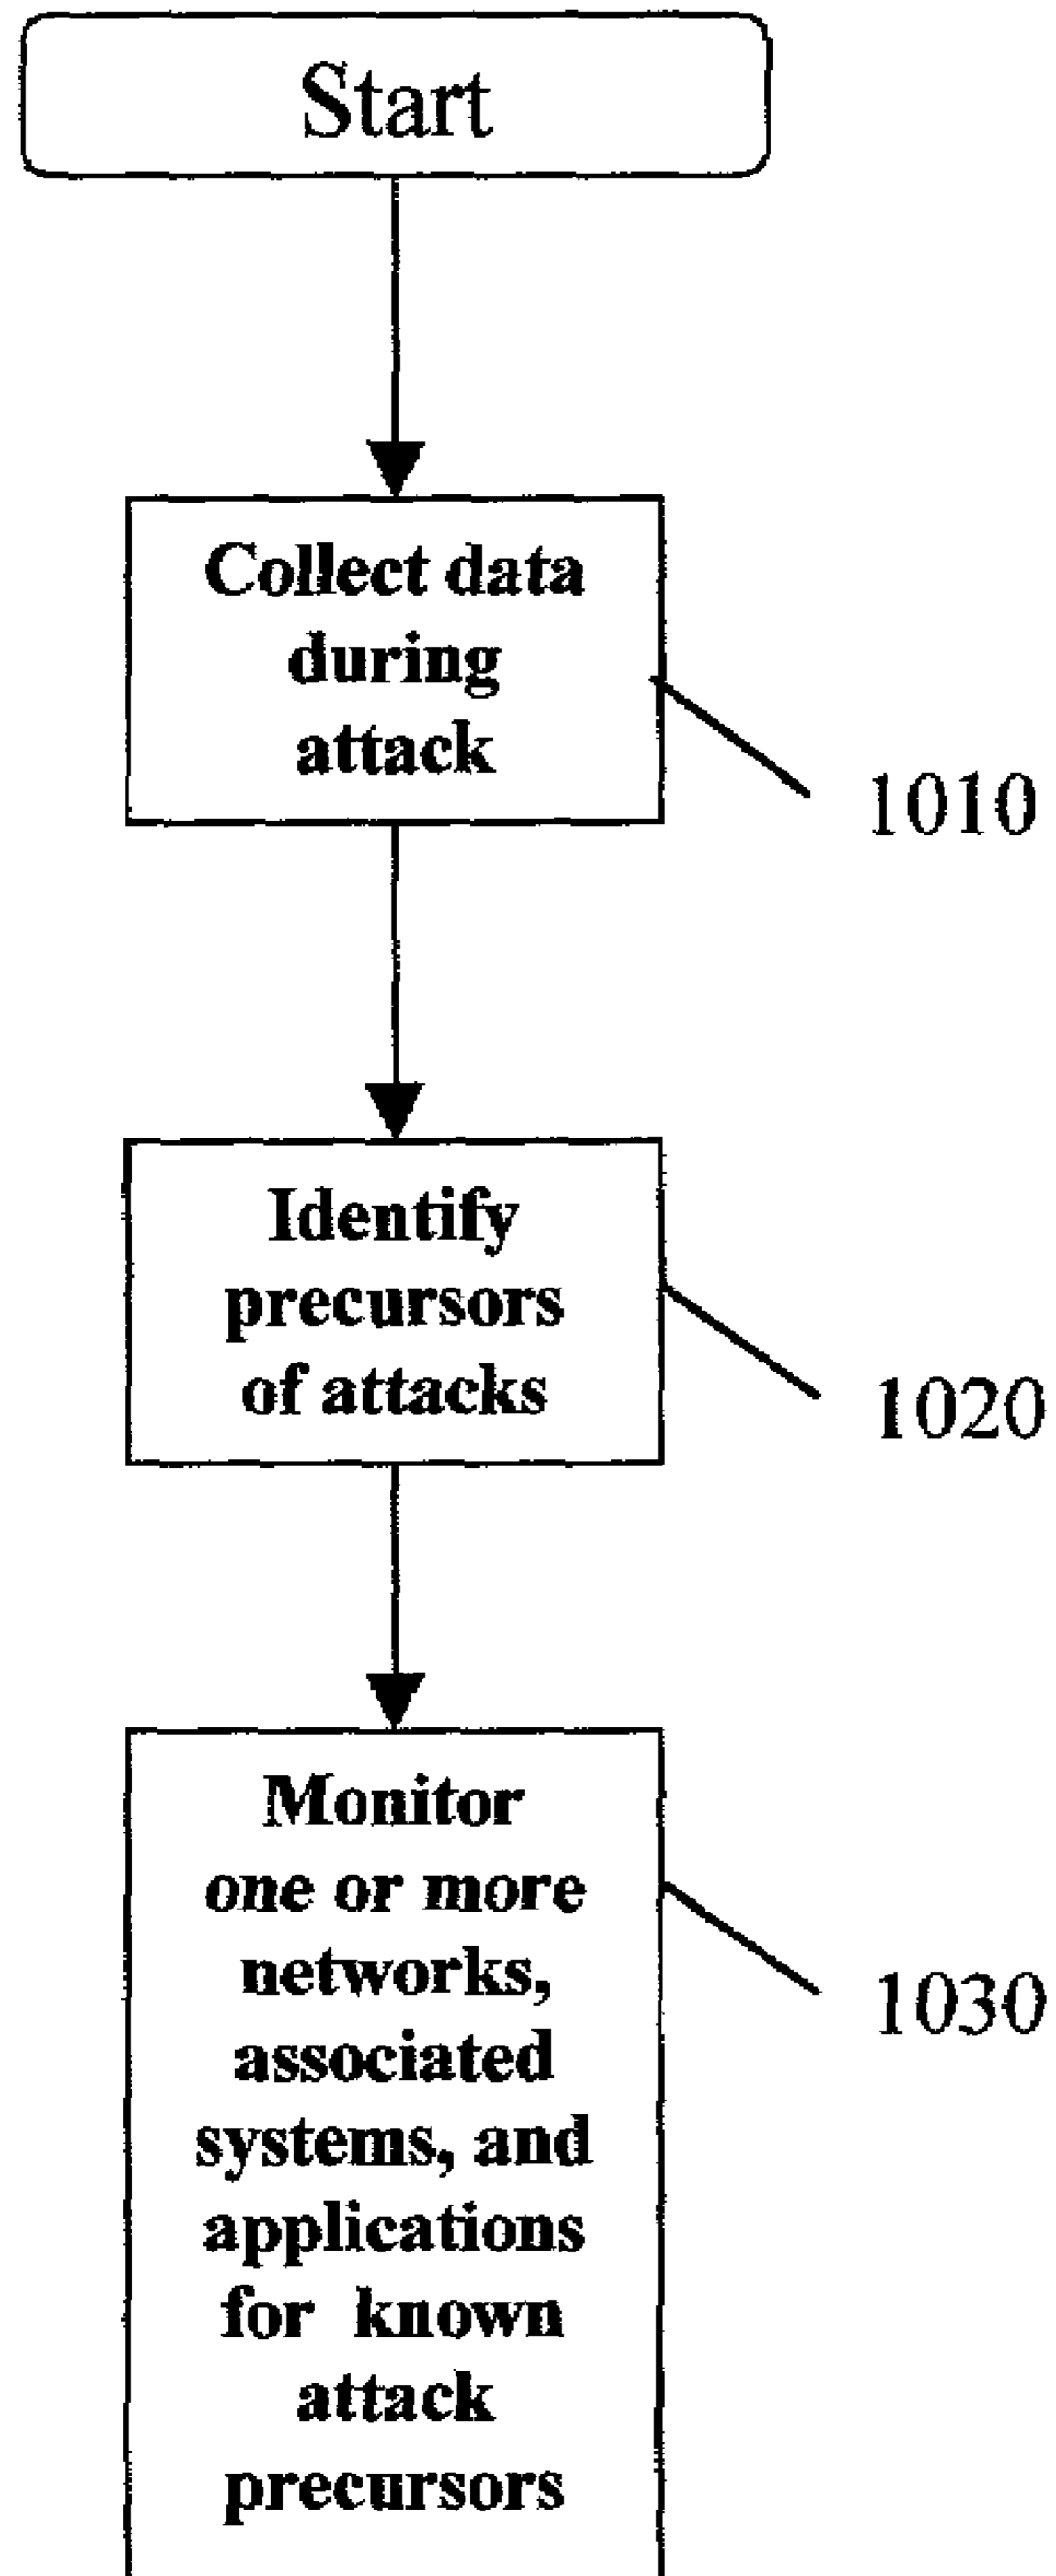 Start
Collect data
during
attack
1010
Identify
precursors
of attacks
1020
Monitor
one or more
networks,
associated
systems, and
applications
for known
attack
precursors
1030